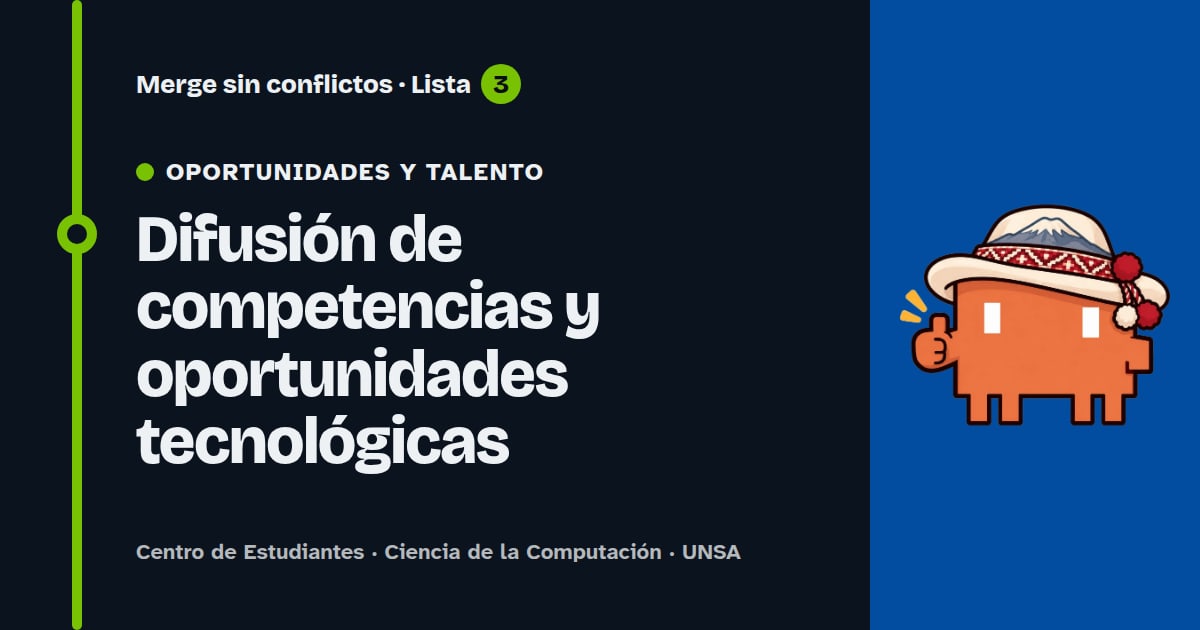 Merge sin conflictos · Lista 3
OPORTUNIDADES Y TALENTO
Difusión de
competencias y
oportunidades
tecnológicas
Centro de Estudiantes · Ciencia de la Computación · UNSA